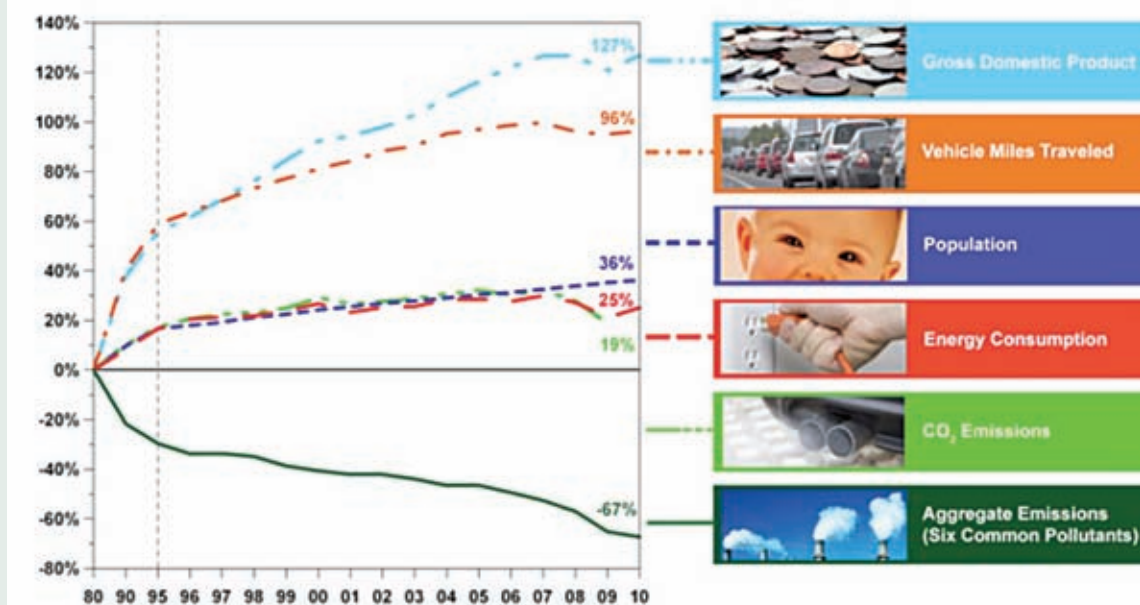 140%
120%
100%
80%
60%
40%
20%
0%
-20%
-40%
-60%
-80%
127%
96%
36%
25%
19%
-67%
80 90 95 96 97 98 99 00 01 02 03 04 05 06 07 08 09 10
Gross Domestic Product
Vehicle Miles Traveled
Population
Energy Consumption
CO₂ Emissions
Aggregate Emissions
(Six Common Pollutants)